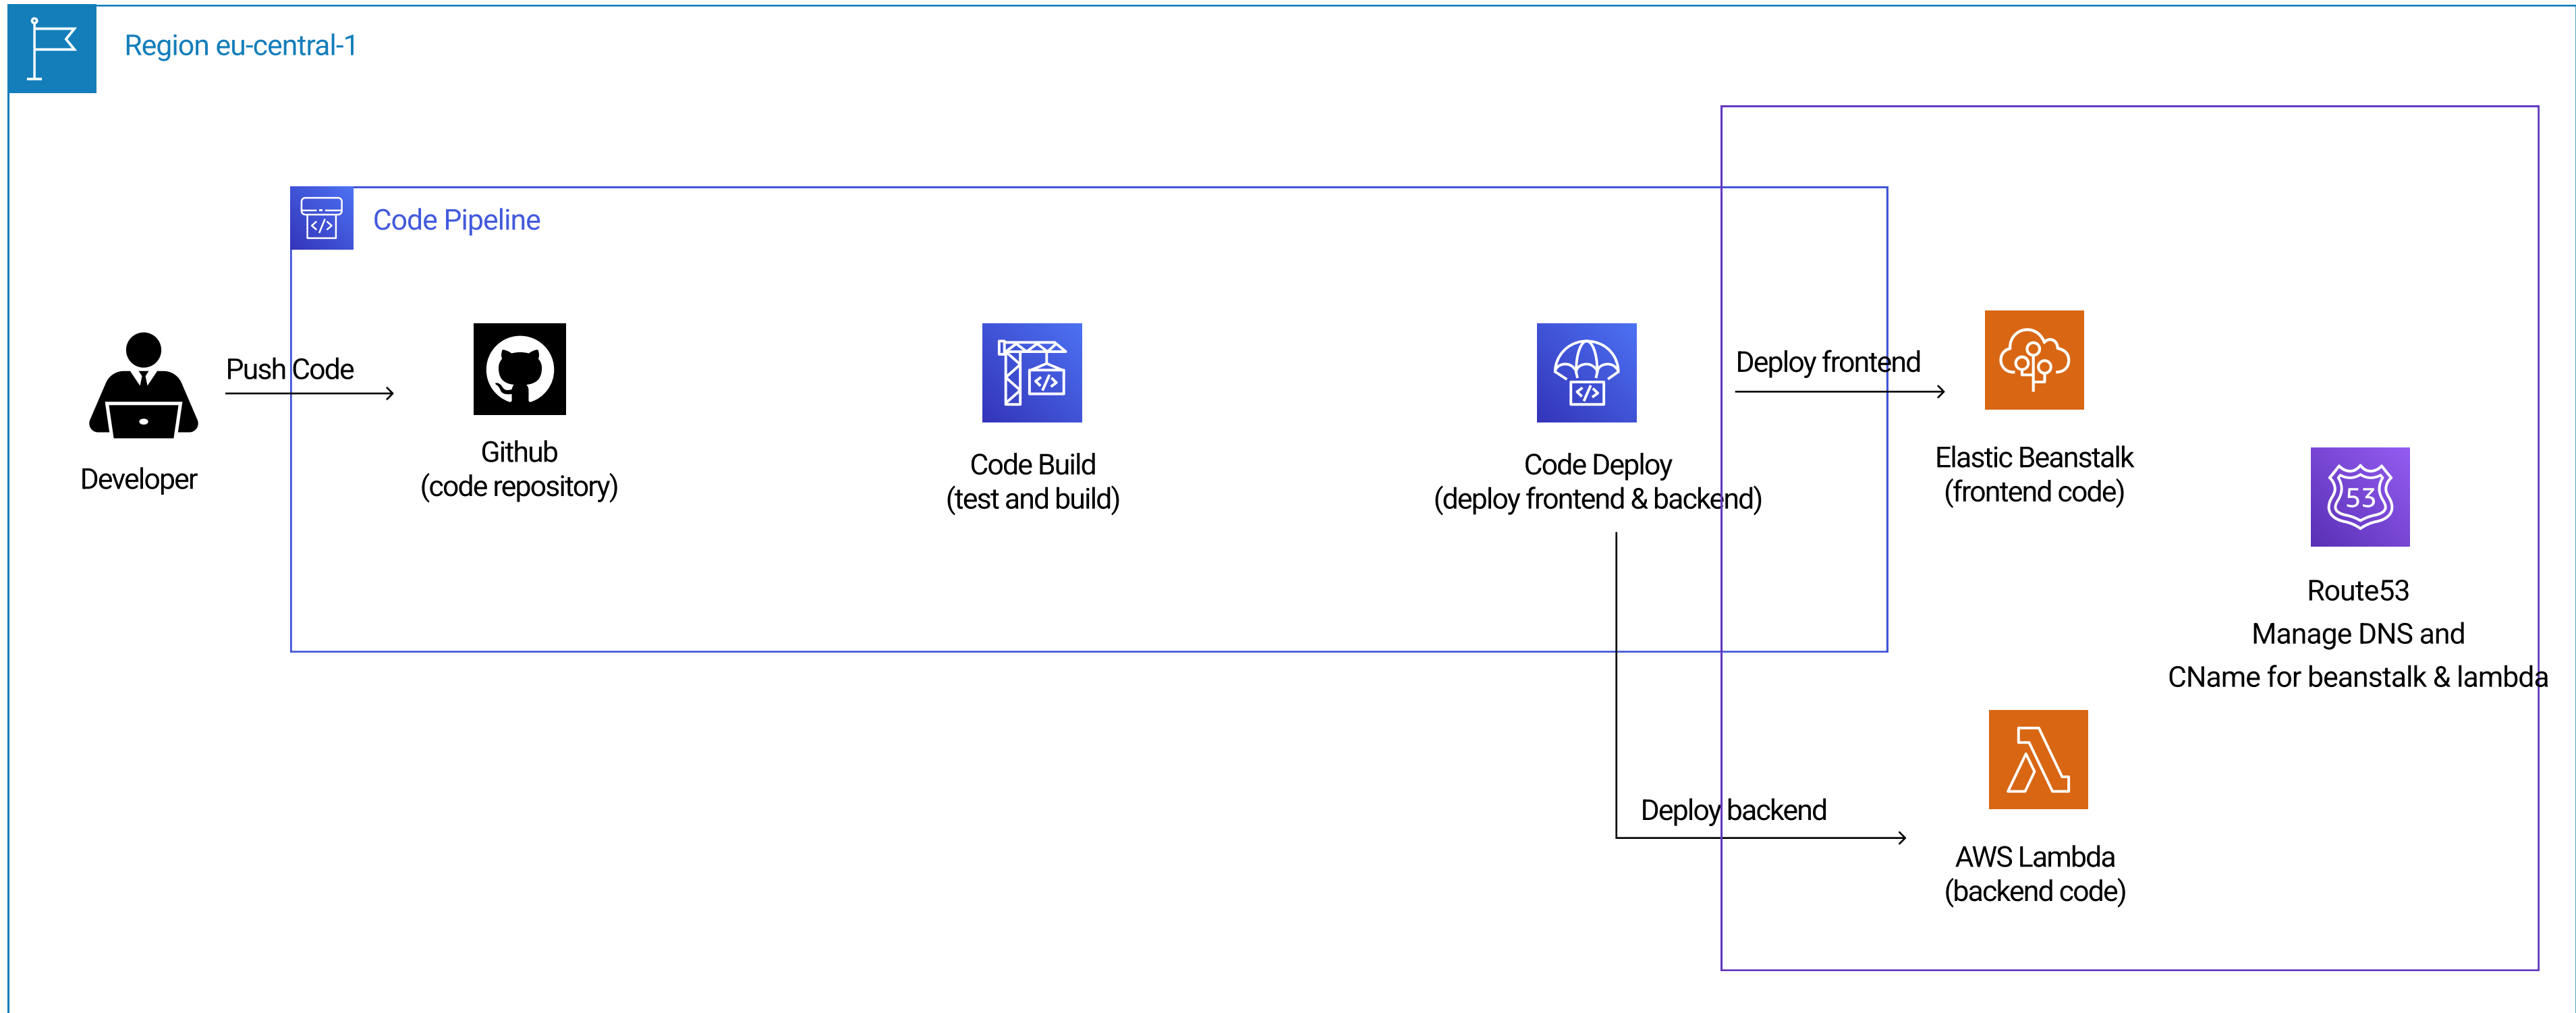 Region eu-central-1
Code Pipeline
Push Code
Developer
Github
(code repository)
Code Build
(test and build)
Code Deploy
(deploy frontend & backend)
Deploy frontend
Elastic Beanstalk
(frontend code)
53
Route53
Manage DNS and
CName for beanstalk & lambda
Deploy backend
AWS Lambda
(backend code)